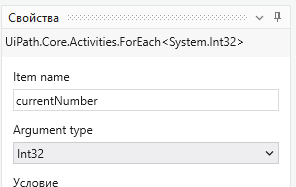 Свойства
UiPath.Core.Activities.ForEach<System.Int32>
Item name
currentNumber
Argument type
Int32
Условие